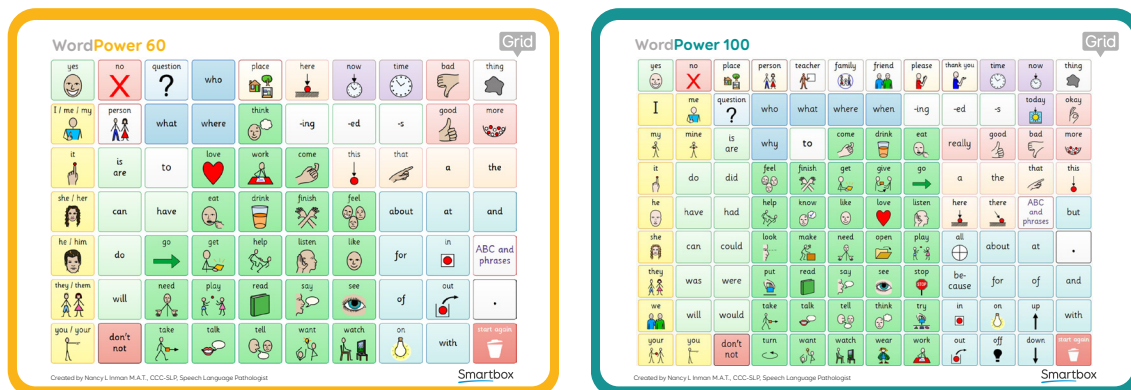 WordPower 60
Grid
yes no question who place here now time bad thing
?
I / me / my person what where think -ing -ed -s good more
it is are to love work come this that a the
she / her can have eat drink finish feel about at and
he / him do go get help listen like for in ABC and phrases
they / them will need play read say see of out .
you / your don't not take talk tell want watch on with start again
Created by Nancy L Inman M.A.T., CCC-SLP, Speech Language Pathologist
Smartbox
WordPower 100
Grid
yes no place person teacher family friend please thank you time now thing
I me question ? who what where when -ing -ed -s today okay
my mine is are why to come drink eat really good bad more
it do did feel finish get give go a the that this
he have had help know like love listen here there ABC and phrases but
she can could look make need open play all about at .
they was were put read say see stop be-cause for of and
STOP
we will would take talk tell think try in on up with
your you don't not turn want watch wear work out off down start again
Created by Nancy L Inman M.A.T., CCC-SLP, Speech Language Pathologist
Smartbox